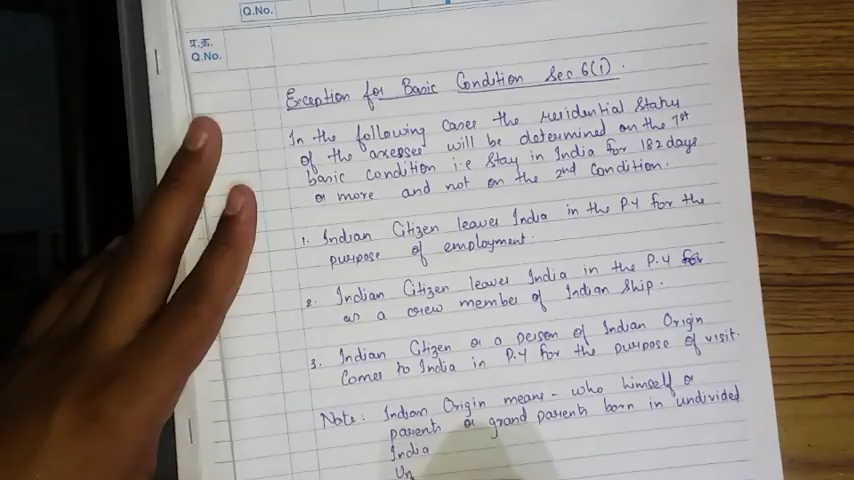 Q.No.
प्र.क्र.
Q.No.
Exception for Basic Condition Sec 6(1).
In the following cases the residential status
of the assesses will be determined on the 1st
basic condition i.e stay in India for 182 days
or more and not on the 2nd condition.
1. Indian Citizen leaves India in the P.Y for the
purpose of employment.
2. Indian Citizen leaves India in the P.Y for
as a crew member of Indian Ship.
3. Indian Citizen or a person of Indian Origin
Comes to India in P.Y for the purpose of visit.
Note: Indian Origin means - who himself or
parents or grand parents born in undivided
India
Un